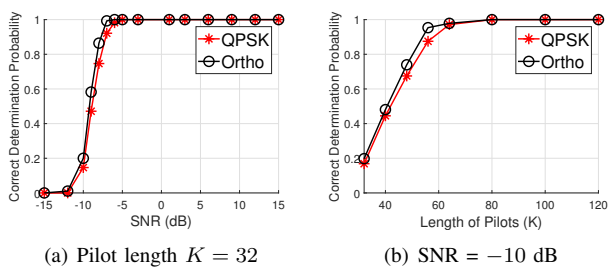 Correct Determination Probability
1
0.8
0.6
0.4
0.2
0
-15 -10 -5 0 5 10 15
SNR (dB)
QPSK
Ortho
(a) Pilot length K = 32
Correct Determination Probability
1
0.8
0.6
0.4
0.2
0
40 60 80 100 120
Length of Pilots (K)
QPSK
Ortho
(b) SNR = −10 dB